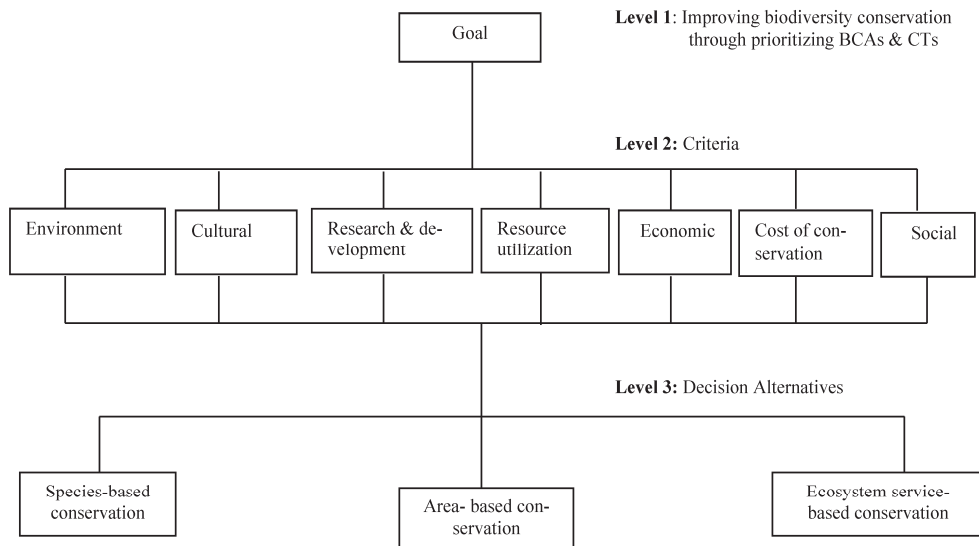 Goal
Level 1: Improving biodiversity conservation
through prioritizing BCAs & CTs
Level 2: Criteria
Environment
Cultural
Research & de-
velopment
Resource
utilization
Economic
Cost of con-
servation
Social
Level 3: Decision Alternatives
Species-based
conservation
Area- based con-
servation
Ecosystem service-
based conservation